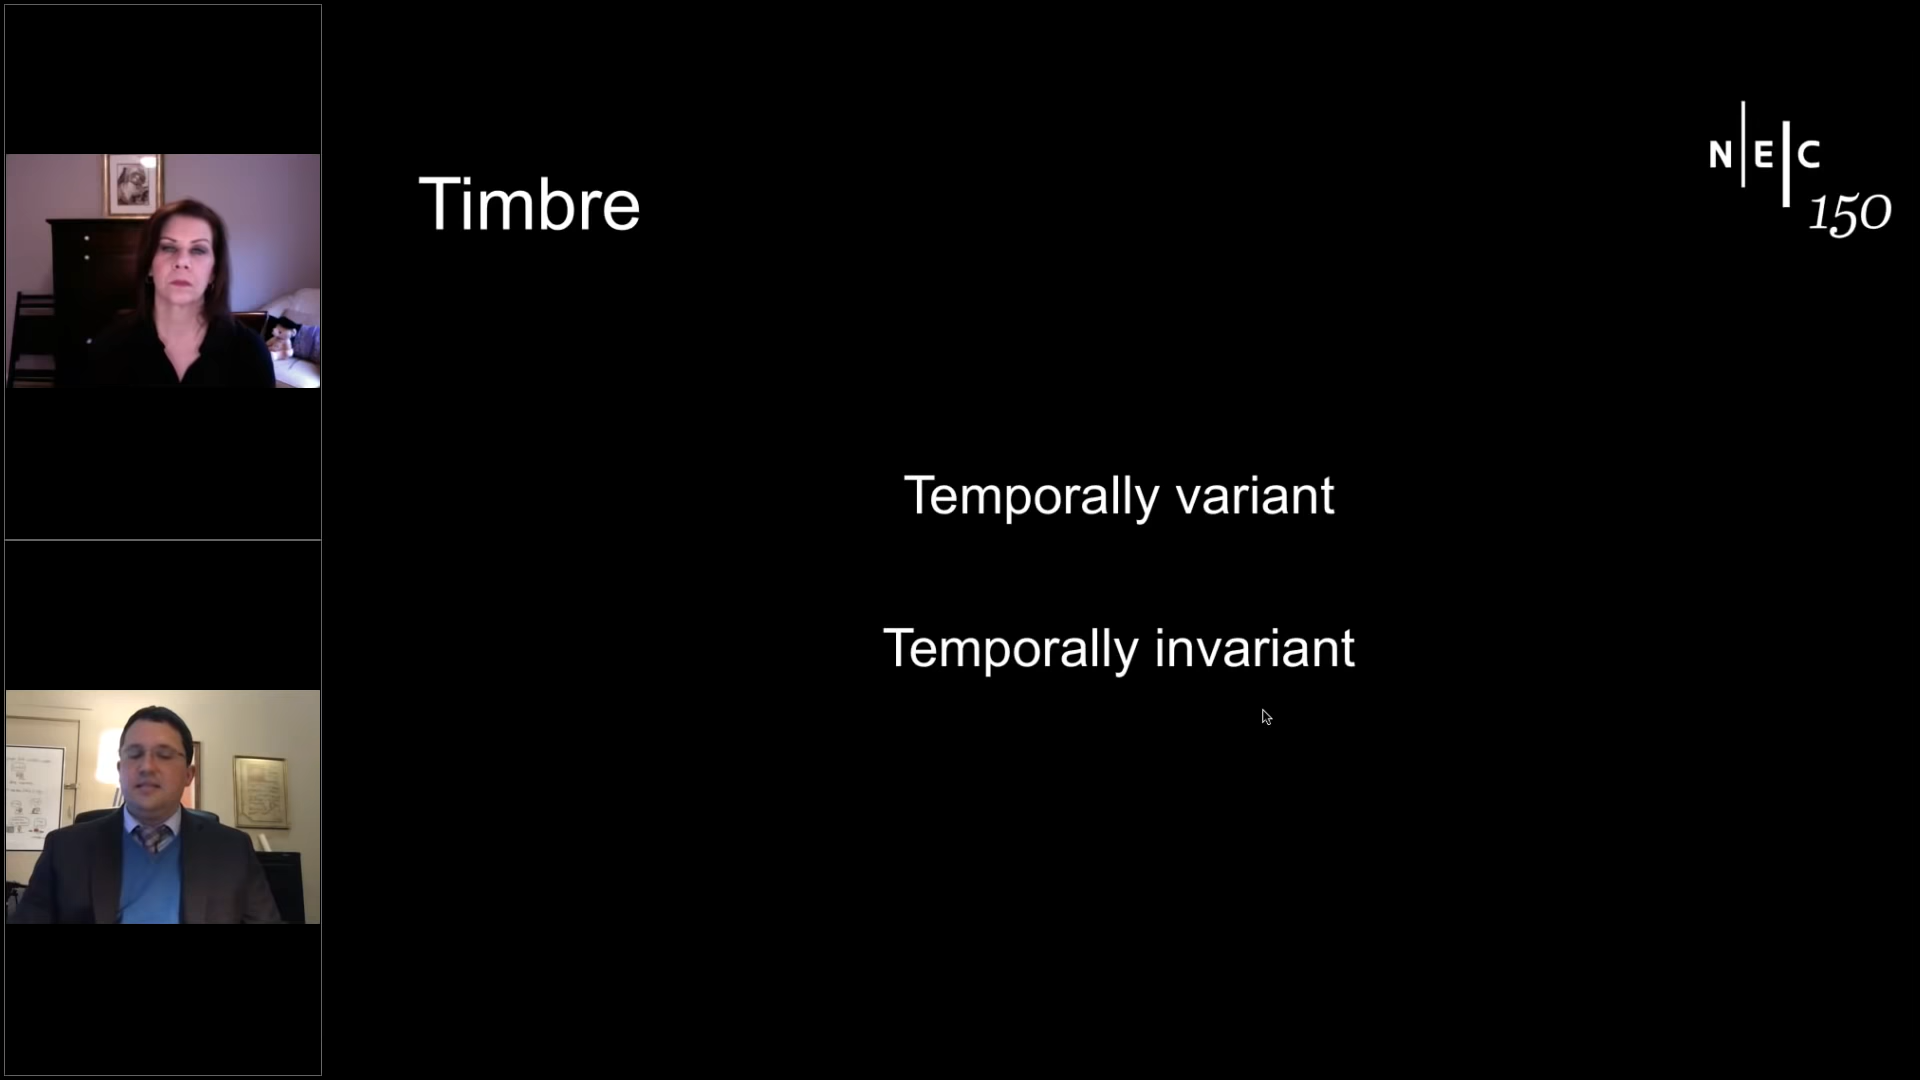 Timbre
NEC
150
Temporally variant
Temporally invariant